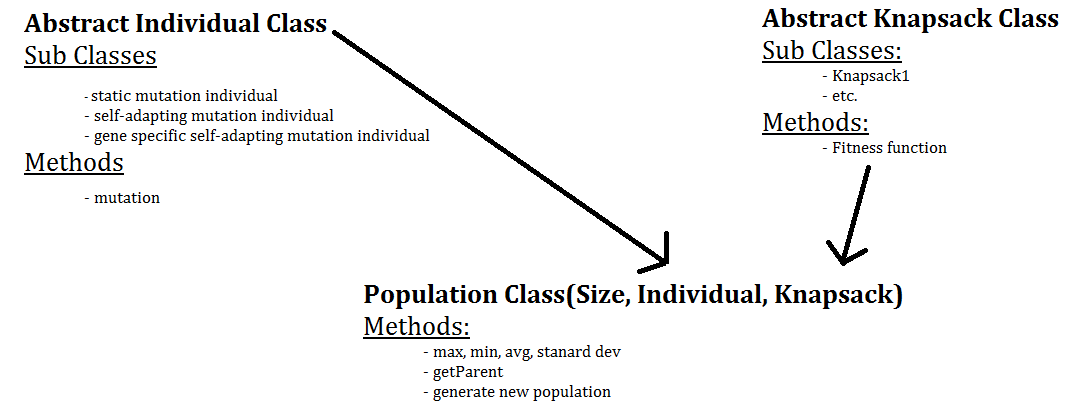 Abstract Individual Class
Sub Classes
- static mutation individual
- self-adapting mutation individual
- gene specific self-adapting mutation individual
Methods
- mutation
Abstract Knapsack Class
Sub Classes:
- Knapsack1
- etc.
Methods:
- Fitness function
Population Class(Size, Individual, Knapsack)
Methods:
- max, min, avg, stanard dev
- getParent
- generate new population